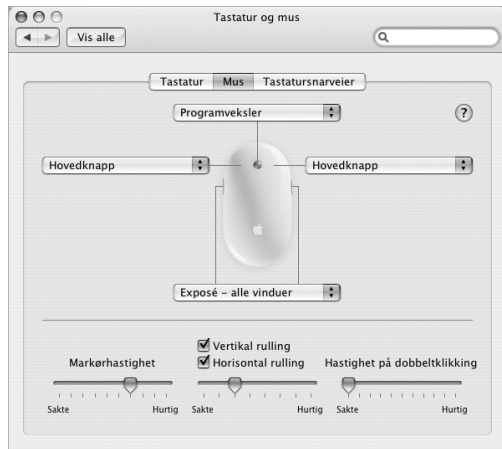 Tastatur og mus
Vis alle
Tastatur Mus Tastatursnarveier
Programveksler
?
Hovedknapp Hovedknapp
Exposé – alle vinduer
Vertikal rulling
Markørhastighet Horisontal rulling Hastighet på dobbeltklikking
Sakte Hurtig Sakte Hurtig Sakte Hurtig